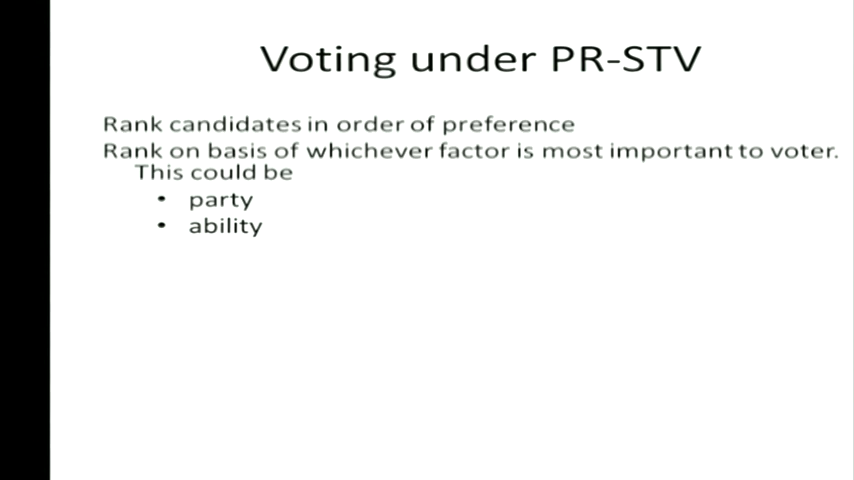 Voting under PR-STV
Rank candidates in order of preference
Rank on basis of whichever factor is most important to voter.
This could be
• party
• ability